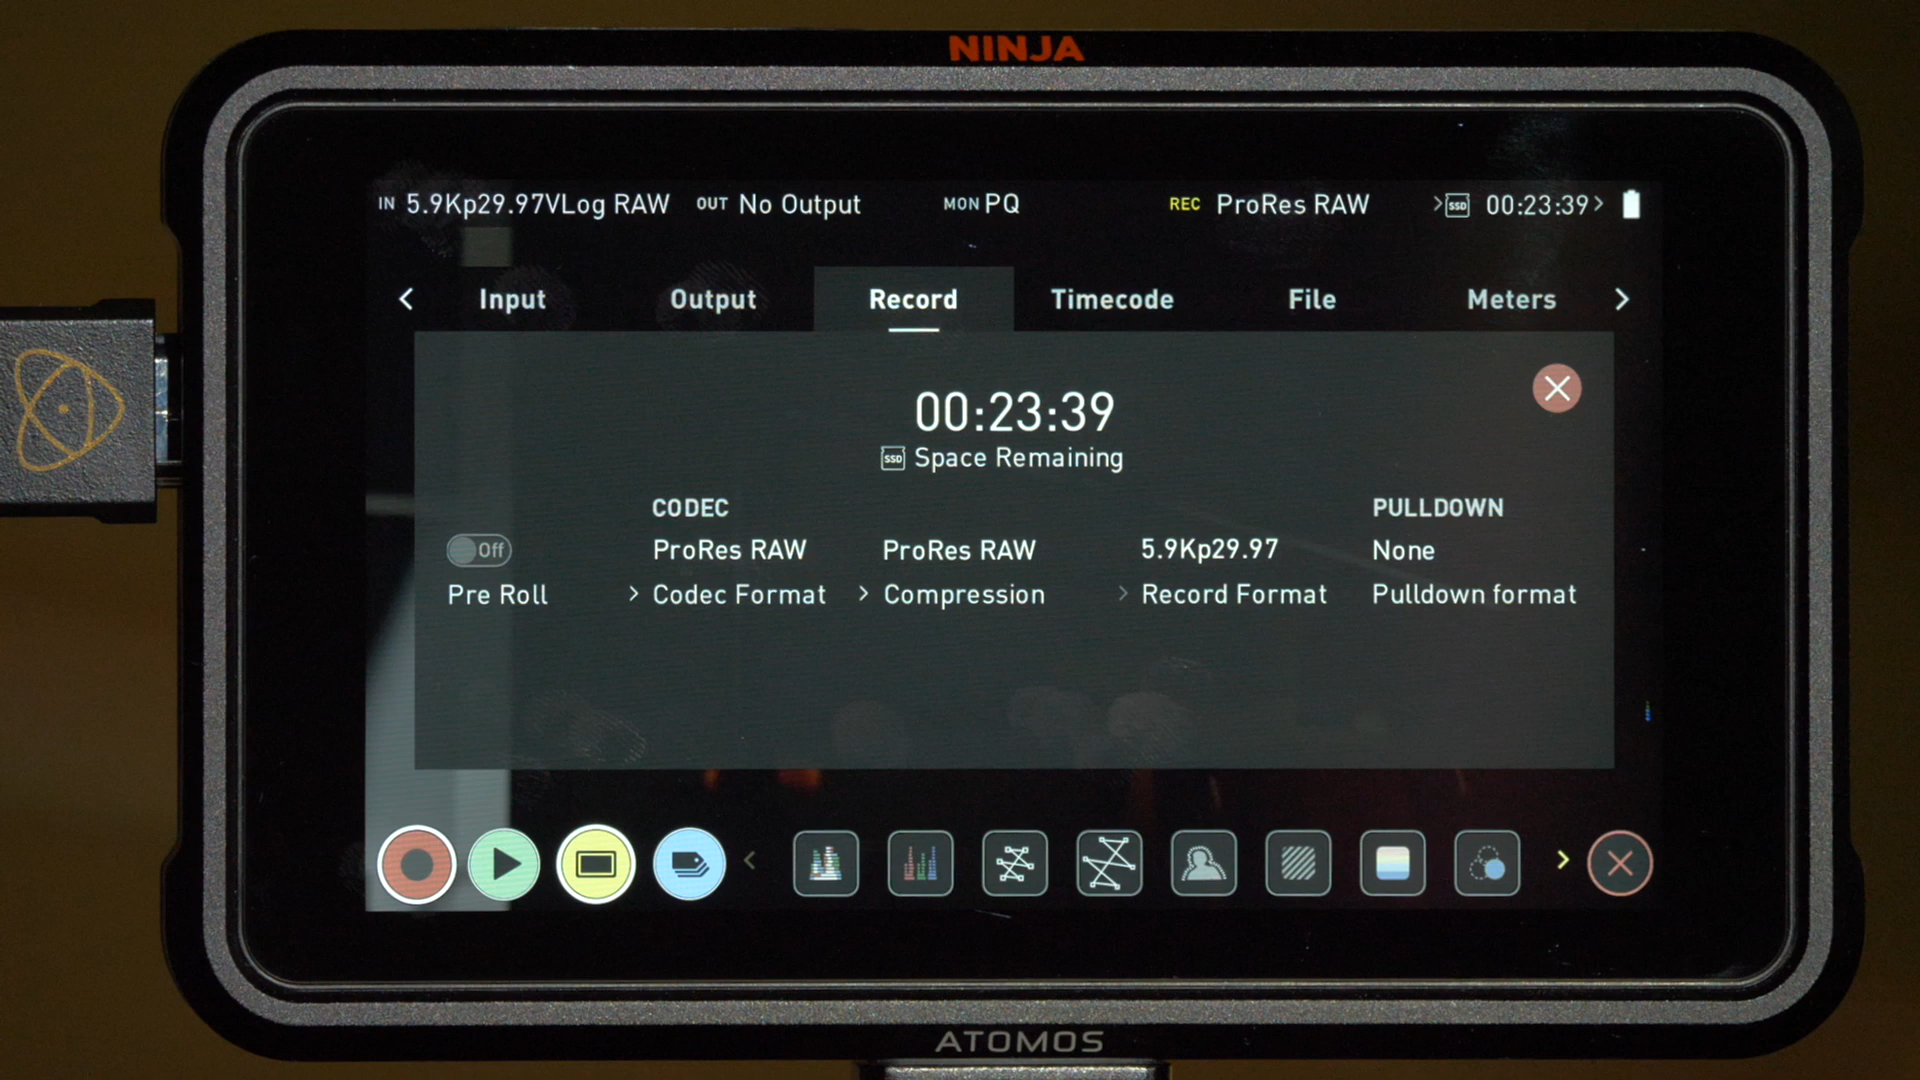 NINJA
IN 5.9Kp29.97VLog RAW OUT No Output MON PQ REC ProRes RAW SSD 00:23:39
Input Output Record Timecode File Meters
00:23:39
SSD Space Remaining
CODEC PULLDOWN
Off ProRes RAW ProRes RAW 5.9Kp29.97 None
Pre Roll > Codec Format > Compression > Record Format Pulldown format
ATOMOS